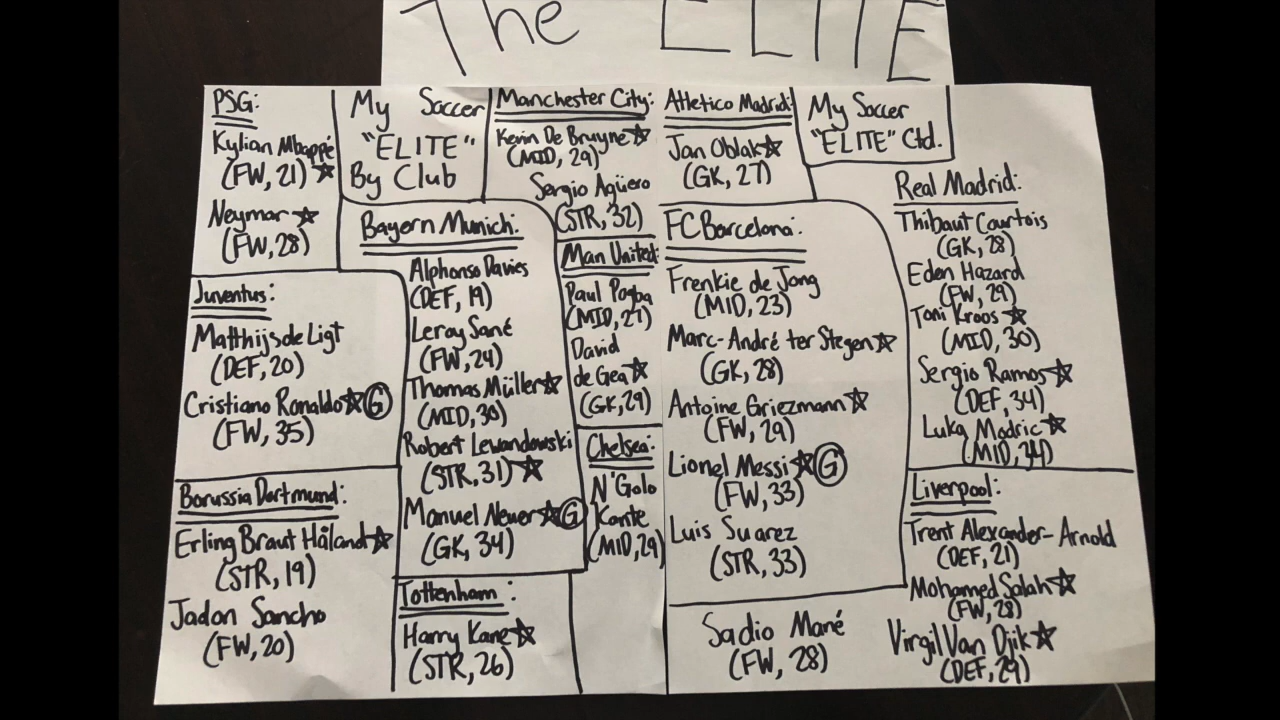 The ELITE
PSG:
Kylian Mbappé
(FW, 21) ☆
Neymar ☆
(FW, 28)
My Soccer
"ELITE"
By Club
Manchester City:
Kevin De Bruyne ☆
(MID, 29)
Sergio Agüero
(STR, 32)
Bayern Munich:
Alphonso Davies
(DEF, 19)
Leroy Sané
(FW, 24)
Thomas Müller ☆
(MID, 30)
Robert Lewandowski
(STR, 31) ☆
Manuel Neuer ☆ G
(GK, 34)
Man United:
Paul Pogba
(MID, 27)
David
de Gea ☆
(GK, 29)
Juventus:
Matthijs de Ligt
(DEF, 20)
Cristiano Ronaldo ☆ G
(FW, 35)
Chelsea:
N'Golo
Kante
(MID, 29)
Borussia Dortmund:
Erling Braut Håland ☆
(STR, 19)
Jadon Sancho
(FW, 20)
Tottenham:
Harry Kane ☆
(STR, 26)
Atletico Madrid:
Jan Oblak ☆
(GK, 27)
My Soccer
"ELITE" Ctd.
FC Barcelona:
Frenkie de Jong
(MID, 23)
Marc-André ter Stegen ☆
(GK, 28)
Antoine Griezmann ☆
(FW, 29)
Lionel Messi ☆ G
(FW, 33)
Luis Suarez
(STR, 33)
Real Madrid:
Thibaut Courtois
(GK, 28)
Eden Hazard
(FW, 29)
Toni Kroos ☆
(MID, 30)
Sergio Ramos ☆
(DEF, 34)
Luka Modric ☆
(MID, 34)
Liverpool:
Trent Alexander-Arnold
(DEF, 21)
Mohamed Salah ☆
(FW, 28)
Virgil Van Djik ☆
(DEF, 29)
Sadio Mané
(FW, 28)